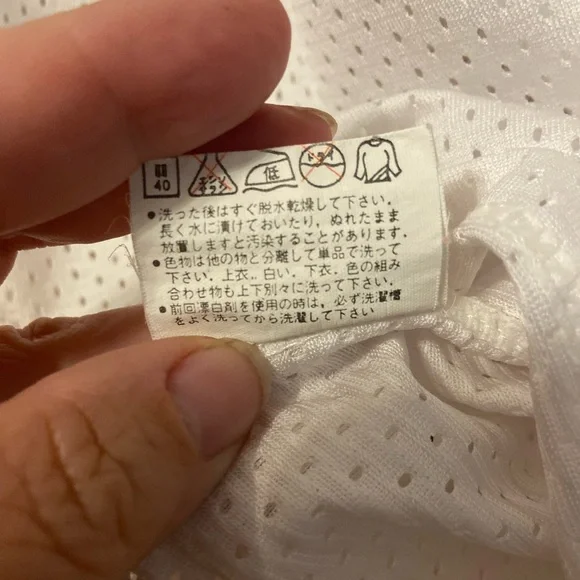 40 エンソサラシ 低 ドライ
●洗った後はすぐ脱水乾燥して下さい.
長く水に漬けておいたり, ぬれたまま
放置しますと汚染することがあります.
●色物は他の物と分離して単品で洗って
下さい. 上衣.. 白い. 下衣. 色の組み
合わせ物も上下別々に洗って下さい.
●前回漂白剤を使用の時は, 必ず洗濯槽
をよく洗ってから洗濯して下さい